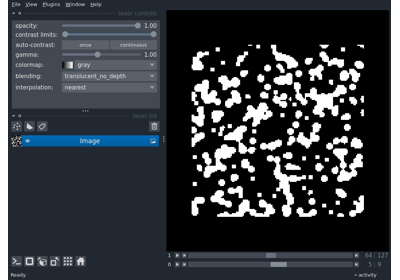 File View Plugins Window Help
layer controls
opacity: 1.00
contrast limits:
auto-contrast: once continuous
gamma: 1.00
colormap: gray
blending: translucent_no_depth
interpolation: nearest
layer list
Image
1 64 | 127
0 5 | 9
Ready activity